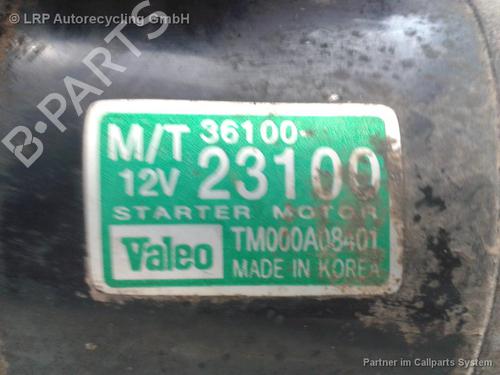 © LRP Autorecycling GmbH
B-PARTS
M/T 36100-
12V 23100
STARTER MOTOR
Valeo TM000A08401
MADE IN KOREA
Partner im Callparts System